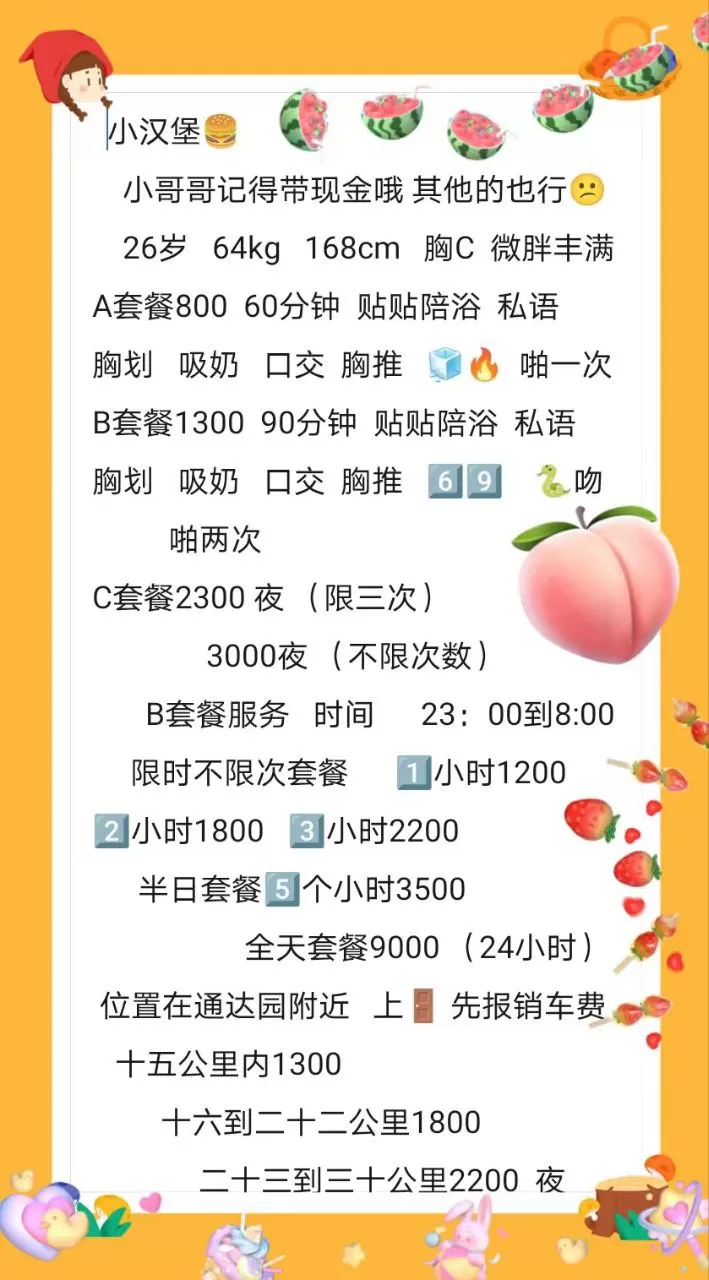 小汉堡🍔
小哥哥记得带现金哦 其他的也行😕
26岁 64kg 168cm 胸C 微胖丰满
A套餐800 60分钟 贴贴陪浴 私语
胸划 吸奶 口交 胸推 🧊🔥 啪一次
B套餐1300 90分钟 贴贴陪浴 私语
胸划 吸奶 口交 胸推 6️⃣9️⃣ 🐍吻
啪两次
C套餐2300 夜 （限三次）
3000夜 （不限次数）
B套餐服务 时间 23：00到8:00
限时不限次套餐 1️⃣小时1200
2️⃣小时1800 3️⃣小时2200
半日套餐5️⃣个小时3500
全天套餐9000 （24小时）
位置在通达园附近 上🚪 先报销车费
十五公里内1300
十六到二十二公里1800
二十三到三十公里2200 夜